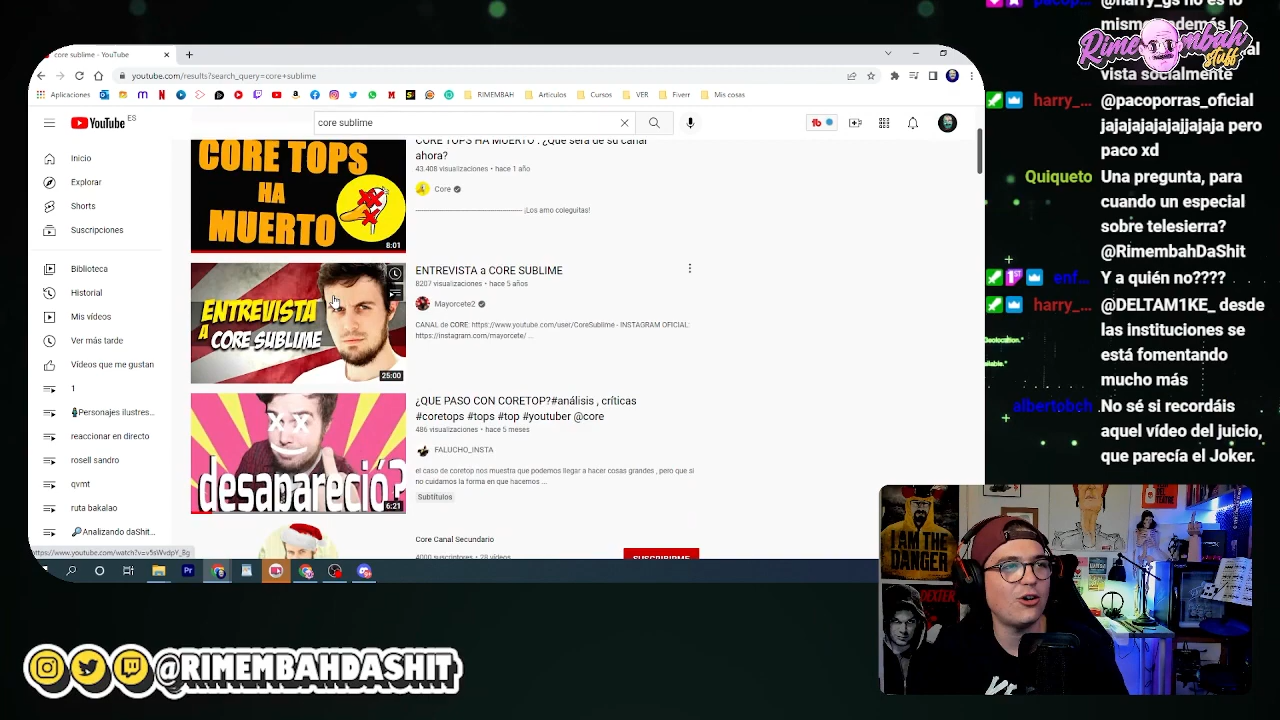 core sublime - YouTube
youtube.com/results?search_query=core+sublime
Aplicaciones
RIMEMBAH
Artículos
Cursos
VER
Fiverr
Mis cosas
YouTube ES
core sublime
Inicio
Explorar
Shorts
Suscripciones
Biblioteca
Historial
Mis vídeos
Ver más tarde
Vídeos que me gustan
1
Personajes ilustres...
reaccionar en directo
rosell sandro
qvmt
ruta bakalao
Analizando daShit...
CORE TOPS
HA
MUERTO
8:01
CORE TOPS HA MUERTO . ¿Que será de su canal
ahora?
43.408 visualizaciones • hace 1 año
Core
¡Los amo coleguitas!
ENTREVISTA
A CORE SUBLIME
25:00
ENTREVISTA a CORE SUBLIME
8207 visualizaciones • hace 5 años
Mayorcete2
CANAL de CORE: https://www.youtube.com/user/CoreSublime - INSTAGRAM OFICIAL:
https://instagram.com/mayorcete/ ...
desapareció?
6:21
¿QUE PASO CON CORETOP?#análisis , críticas
#coretops #tops #top #youtuber @core
486 visualizaciones • hace 5 meses
FALUCHO_INSTA
el caso de coretop nos muestra que podemos llegar a hacer cosas grandes , pero que si
no cuidamos la forma en que hacemos ...
Subtítulos
Core Canal Secundario
4000 suscriptores • 28 vídeos
SUSCRIBIRME
Rimembah
stuff
vista socialmente
harry_... @pacoporras_oficial
jajajajajajjajaja pero
paco xd
Quiqueto Una pregunta, para
cuando un especial
sobre telesierra?
@RimembahDaShit
enf... Y a quién no????
harry_... @DELTAM1KE_ desde
las instituciones se
está fomentando
mucho más
albertobch No sé si recordáis
aquel vídeo del juicio,
que parecía el Joker.
I AM THE
DANGER
DEXTER
@RIMEMBAHDASHIT